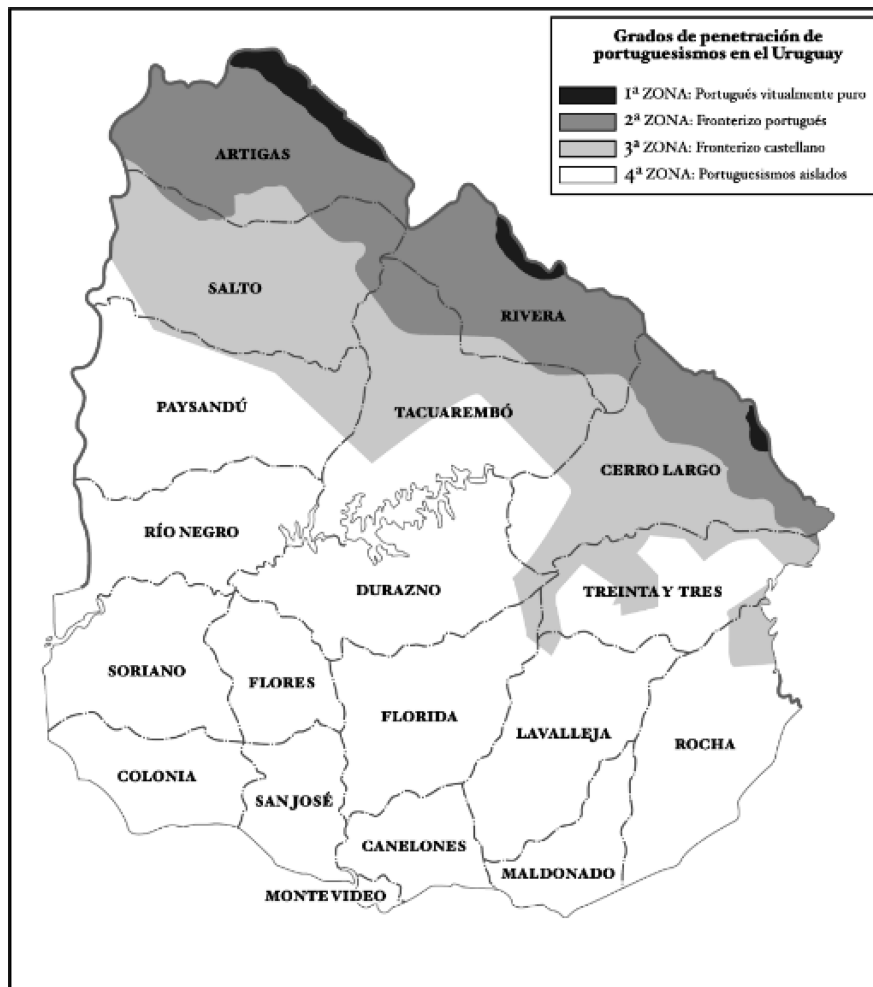 Grados de penetración de
portuguesismos en el Uruguay
1ª ZONA: Portugués vitualmente puro
2ª ZONA: Fronterizo portugués
3ª ZONA: Fronterizo castellano
4ª ZONA: Portuguesismos aislados
ARTIGAS
SALTO
RIVERA
PAYSANDÚ
TACUAREMBÓ
CERRO LARGO
RÍO NEGRO
DURAZNO
TREINTA Y TRES
SORIANO
FLORES
FLORIDA
LAVALLEJA
ROCHA
COLONIA
SAN JOSÉ
CANELONES
MALDONADO
MONTEVIDEO